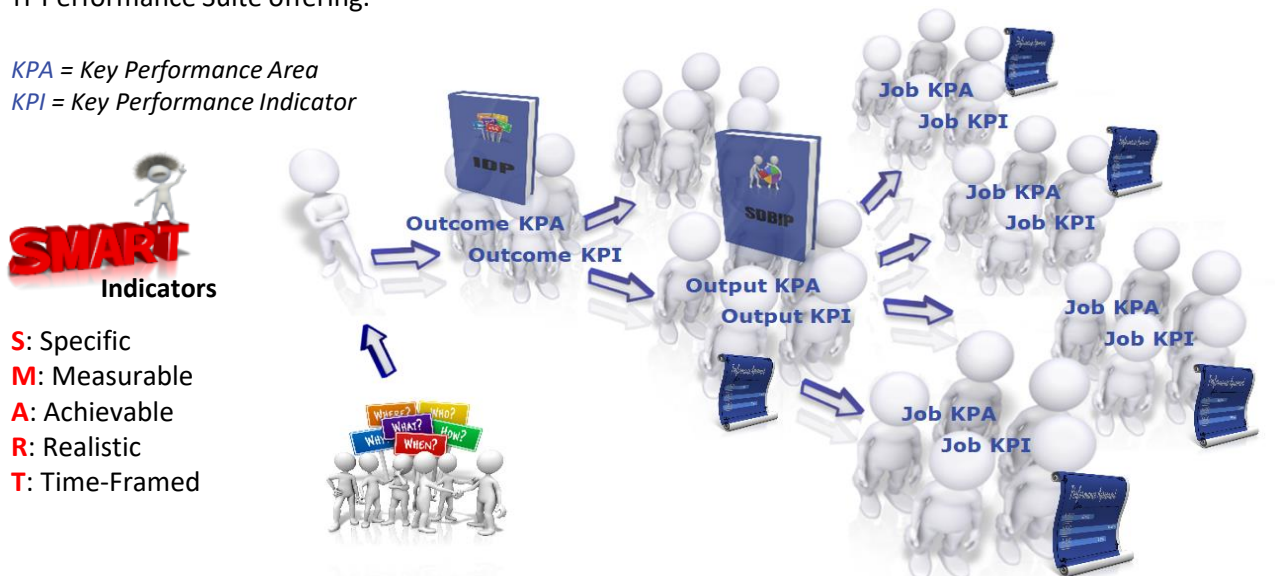 KPA = Key Performance Area
KPI = Key Performance Indicator
SMART
Indicators
S: Specific
M: Measurable
A: Achievable
R: Realistic
T: Time-Framed
IDP
Outcome KPA
Outcome KPI
SDBIP
Output KPA
Output KPI
Job KPA
Job KPI
Job KPA
Job KPI
Job KPA
Job KPI
Job KPA
Job KPI
WHERE?
WHO?
WHAT?
HOW?
WHEN?